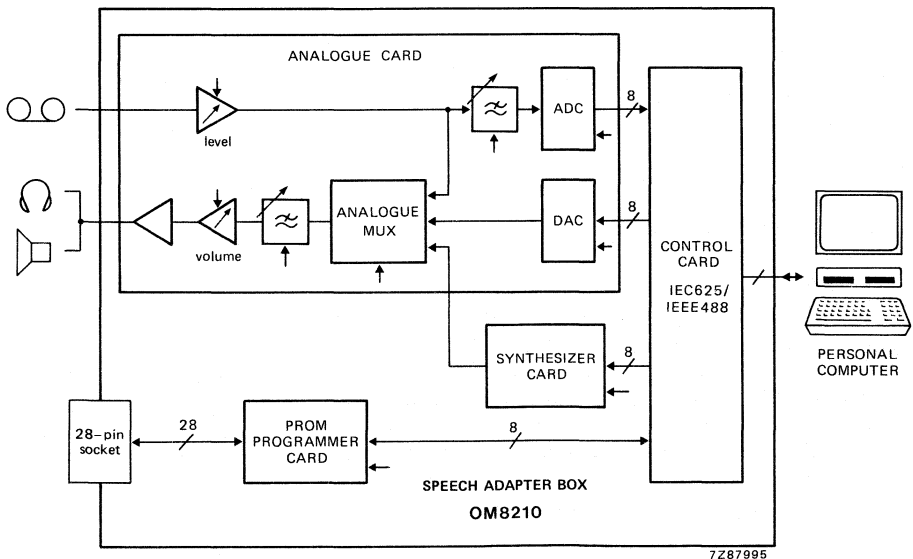 ANALOGUE CARD
level
ADC
8
ANALOGUE
MUX
DAC
8
volume
CONTROL
CARD
IEC625/
IEEE488
SYNTHESIZER
CARD
8
PERSONAL
COMPUTER
28-pin
socket
28
PROM
PROGRAMMER
CARD
8
SPEECH ADAPTER BOX
OM8210
7Z87995